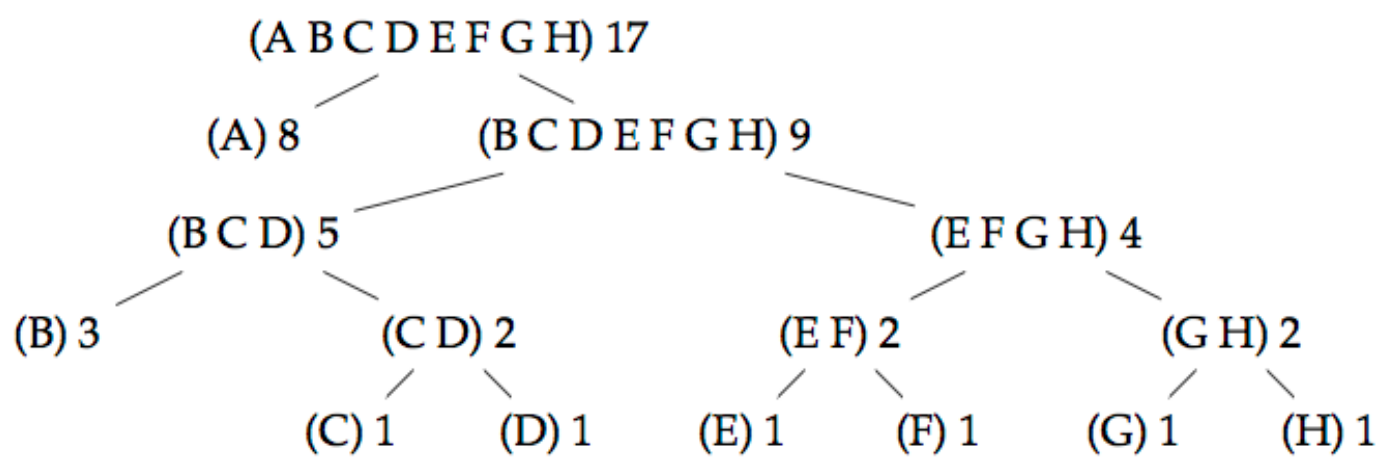 (A B C D E F G H) 17
(A) 8 (B C D E F G H) 9
(B C D) 5 (E F G H) 4
(B) 3 (C D) 2 (E F) 2 (G H) 2
(C) 1 (D) 1 (E) 1 (F) 1 (G) 1 (H) 1